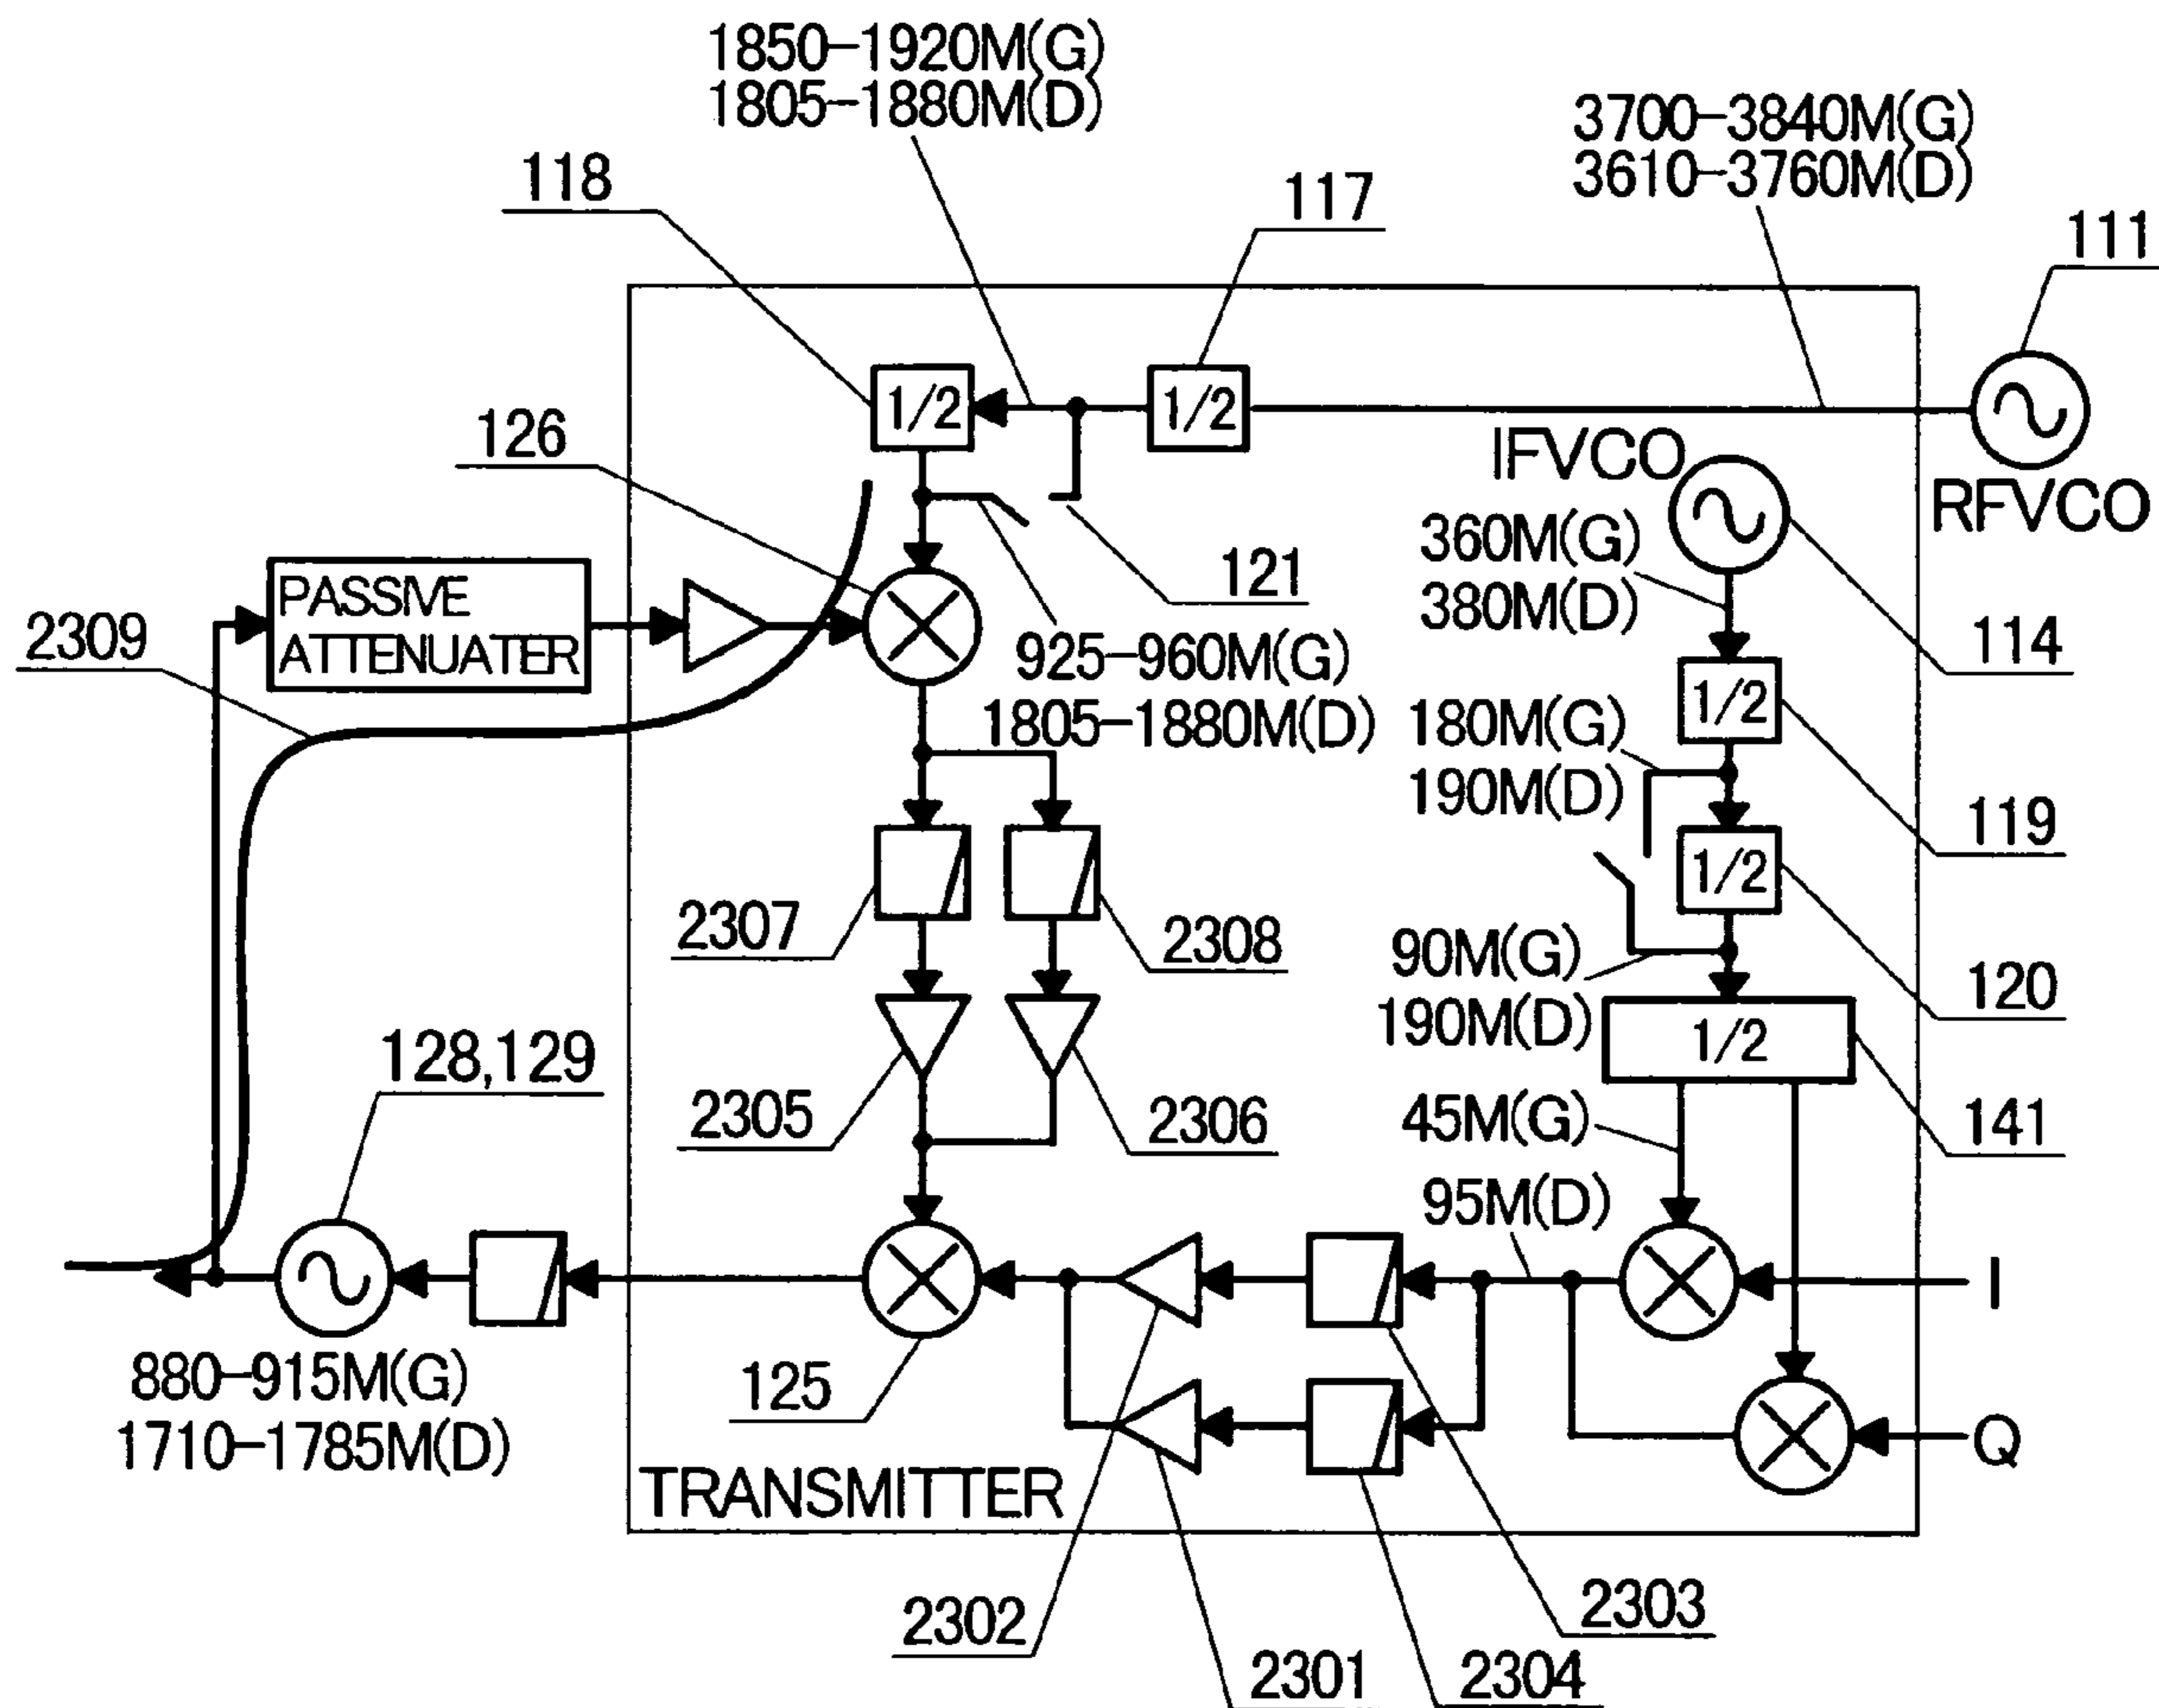 1850-1920M(G)
1805-1880M(D)
3700-3840M(G)
3610-3760M(D)
118
117
111
1/2
1/2
126
IFVCO
RFVCO
360M(G)
380M(D)
121
PASSIVE
ATTENUATER
2309
925-960M(G)
1805-1880M(D)
114
1/2
180M(G)
190M(D)
119
1/2
2307
2308
90M(G)
190M(D)
120
1/2
128,129
2305
2306
45M(G)
141
95M(D)
I
880-915M(G)
1710-1785M(D)
125
Q
TRANSMITTER
2302
2303
2301
2304